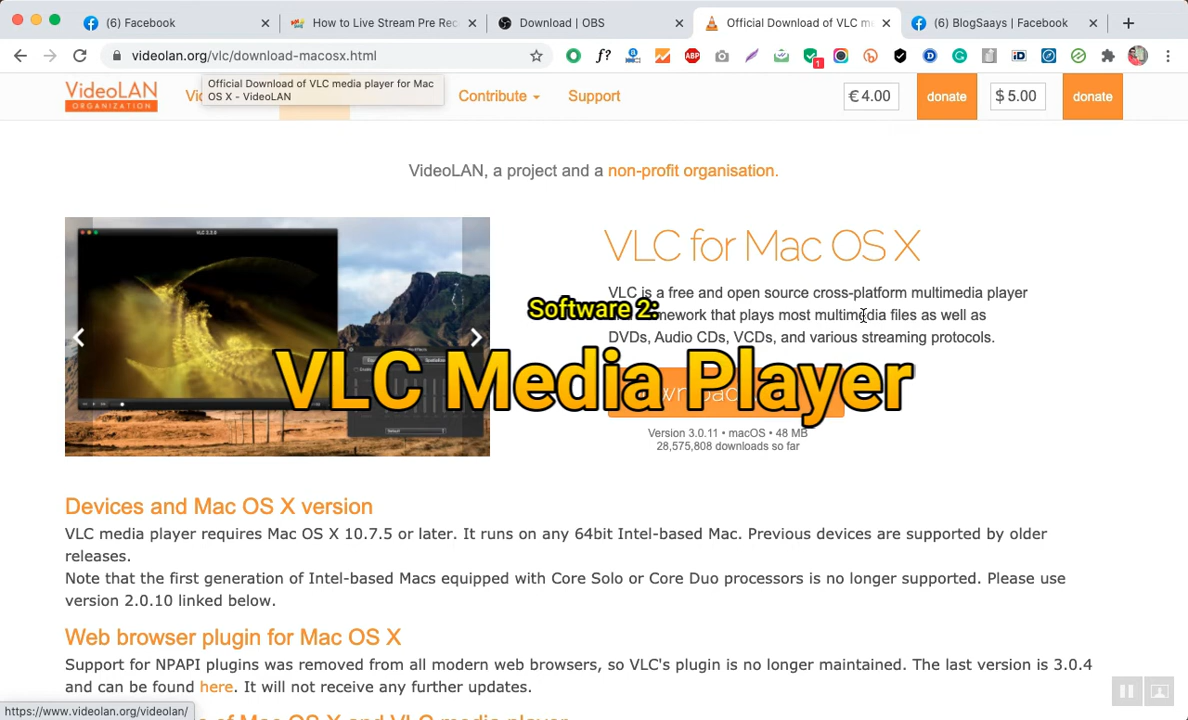 (6) Facebook
How to Live Stream Pre Rec
Download | OBS
Official Download of VLC me
(6) BlogSaays | Facebook
videolan.org/vlc/download-macosx.html
Official Download of VLC media player for Mac
OS X - VideoLAN
VideoLAN
ORGANIZATION
Contribute
Support
€ 4.00
donate
$ 5.00
donate
VideoLAN, a project and a non-profit organisation.
VLC for Mac OS X
VLC is a free and open source cross-platform multimedia player
Software 2:
framework that plays most multimedia files as well as
DVDs, Audio CDs, VCDs, and various streaming protocols.
VLC Media Player
Version 3.0.11 • macOS • 48 MB
28,575,808 downloads so far
Devices and Mac OS X version
VLC media player requires Mac OS X 10.7.5 or later. It runs on any 64bit Intel-based Mac. Previous devices are supported by older
releases.
Note that the first generation of Intel-based Macs equipped with Core Solo or Core Duo processors is no longer supported. Please use
version 2.0.10 linked below.
Web browser plugin for Mac OS X
Support for NPAPI plugins was removed from all modern web browsers, so VLC's plugin is no longer maintained. The last version is 3.0.4
and can be found here. It will not receive any further updates.
https://www.videolan.org/videolan/
of Mac OS X and VLC media player